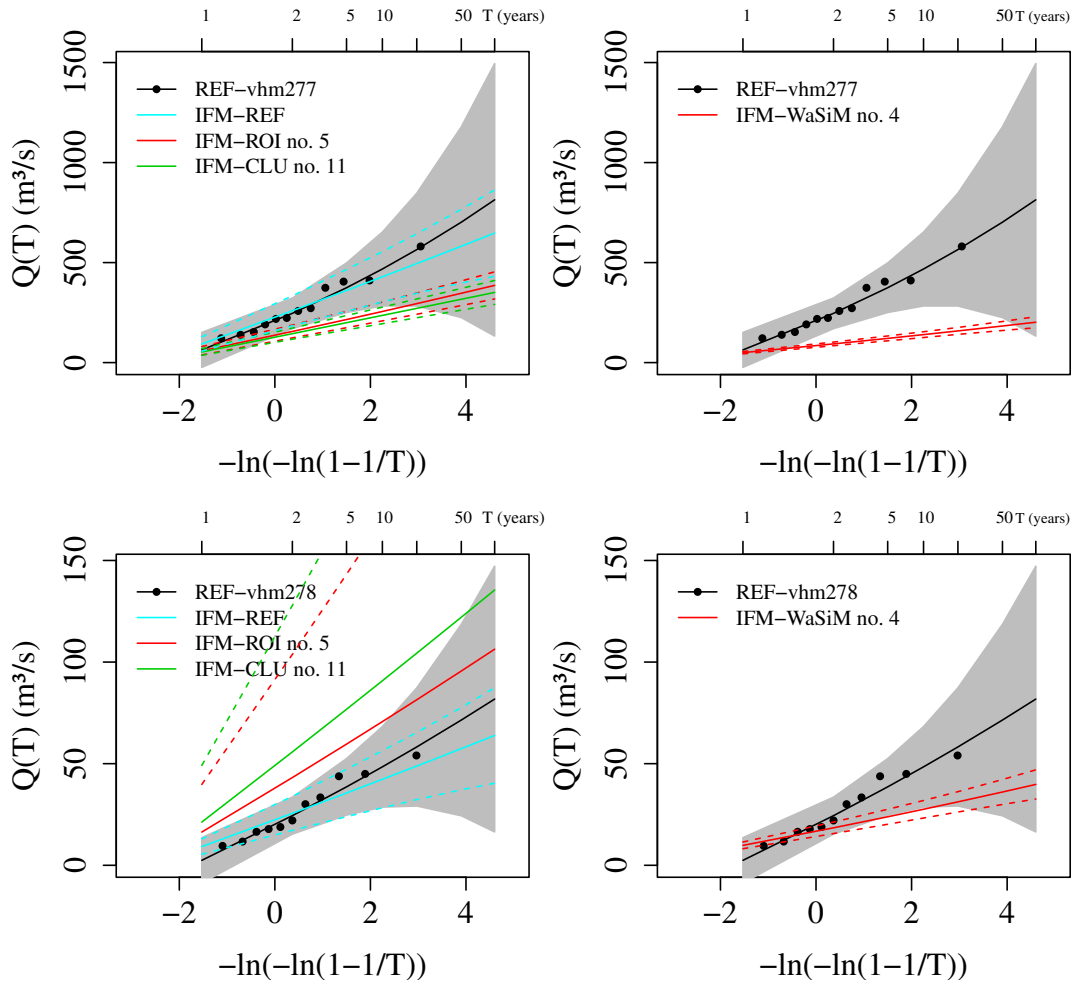 1 2 5 10 50 T (years)
1500
1000
500
0
Q(T) (m³/s)
REF−vhm277
IFM−REF
IFM−ROI no. 5
IFM−CLU no. 11
−2 0 2 4
−ln(−ln(1−1/T))
1 2 5 10 50 T (years)
1500
1000
500
0
Q(T) (m³/s)
REF−vhm277
IFM−WaSiM no. 4
−2 0 2 4
−ln(−ln(1−1/T))
1 2 5 10 50 T (years)
150
100
50
0
Q(T) (m³/s)
REF−vhm278
IFM−REF
IFM−ROI no. 5
IFM−CLU no. 11
−2 0 2 4
−ln(−ln(1−1/T))
1 2 5 10 50 T (years)
150
100
50
0
Q(T) (m³/s)
REF−vhm278
IFM−WaSiM no. 4
−2 0 2 4
−ln(−ln(1−1/T))